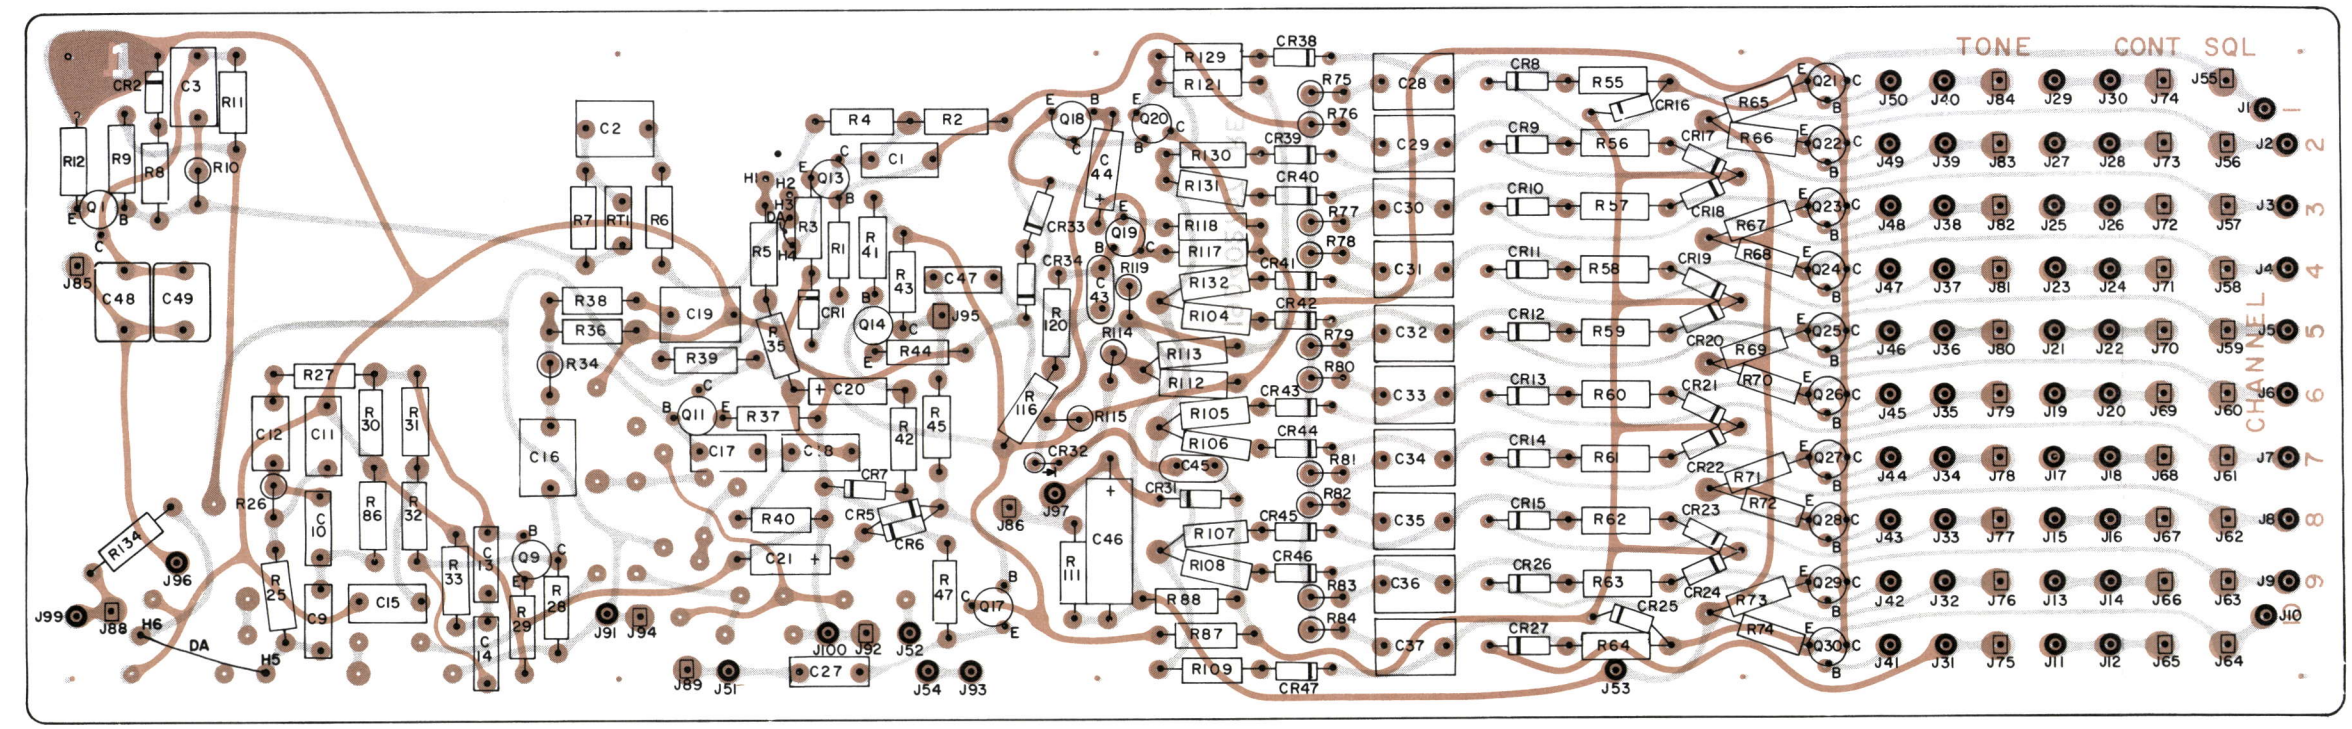 1
TONE CONT SQL
CHANNEL
1
2
3
4
5
6
7
8
9
CR2 C3 R11
R12 R9 R8 R10
E Q1 B
C
J85
C48 C49
C2
R7 RT1 R6
R4 R2
C1
H1 H2 H3 DA H4
E Q13 C B
R5 R3 R1 R41 R43
CR1
B Q14 C E
C47
J95
R44
R38 R36 R34
C19
R39 R35
C20 +
C
B Q11 E
R37
C17 C18
R42 R45
CR7 CR5 CR6
R40
C21 +
C16
R27
C12 C11 R30 R31
R26 C10 R86 R32
R25 C9 C15
R33 C13 C14
B Q9 C E
R29 R28
R134
J96
J99 J88
H6 DA H5
J91 J94
J89 J51
J100 J92 J52
C27
J54 J93
R47
B C Q17 E
E Q18 B C
E Q20 C B
C44 +
E Q19 B C
CR33 CR34
R120 C43 R119
R114 R116 R115
CR32
J97 J86
C46 +
R111
C45
CR31
R129 CR38
R121
R130 CR39
R131 CR40
R118
R117
R132 CR41
R104 CR42
R113
R112
R105 CR43
R106 CR44
R107 CR45
R108 CR46
R88
R87
R109 CR47
R75
R76
R77
R78
R79
R80
R81
R82
R83
R84
C28
C29
C30
C31
C32
C33
C34
C35
C36
C37
CR8 R55 CR16
CR9 R56 CR17
CR10 R57 CR18
CR11 R58 CR19
CR12 R59 CR20
CR13 R60 CR21
CR14 R61 CR22
CR15 R62 CR23
CR26 R63 CR24
CR27 R64 CR25
J53
R65 E Q21 C B
R66 E Q22 C B
R67 E Q23 C B
R68 E Q24 C B
R69 E Q25 C B
R70 E Q26 C B
R71 E Q27 C B
R72 E Q28 C B
R73 E Q29 C B
R74 E Q30 C B
J50 J40 J84 J29 J30 J74 J55 J1
J49 J39 J83 J27 J28 J73 J56 J2
J48 J38 J82 J25 J26 J72 J57 J3
J47 J37 J81 J23 J24 J71 J58 J4
J46 J36 J80 J21 J22 J70 J59 J5
J45 J35 J79 J19 J20 J69 J60 J6
J44 J34 J78 J17 J18 J68 J61 J7
J43 J33 J77 J15 J16 J67 J62 J8
J42 J32 J76 J13 J14 J66 J63 J9
J41 J31 J75 J11 J12 J65 J64 J10